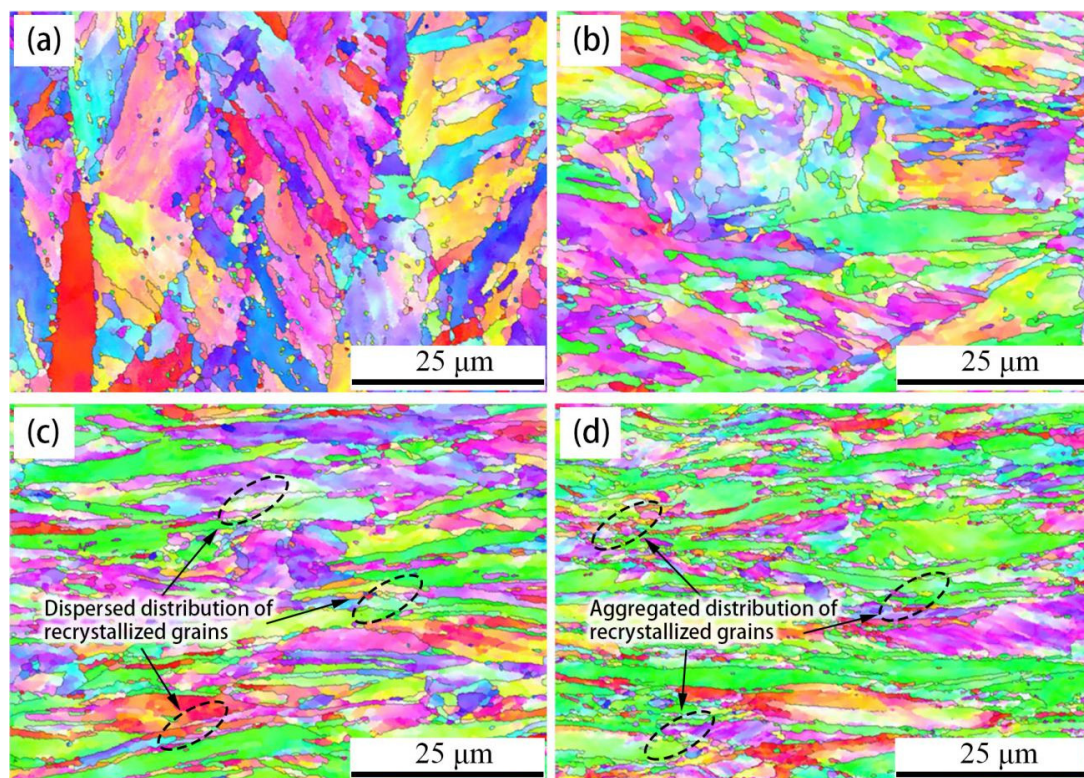 (a)
25 μm
(b)
25 μm
(c)
Dispersed distribution of
recrystallized grains
25 μm
(d)
Aggregated distribution of
recrystallized grains
25 μm